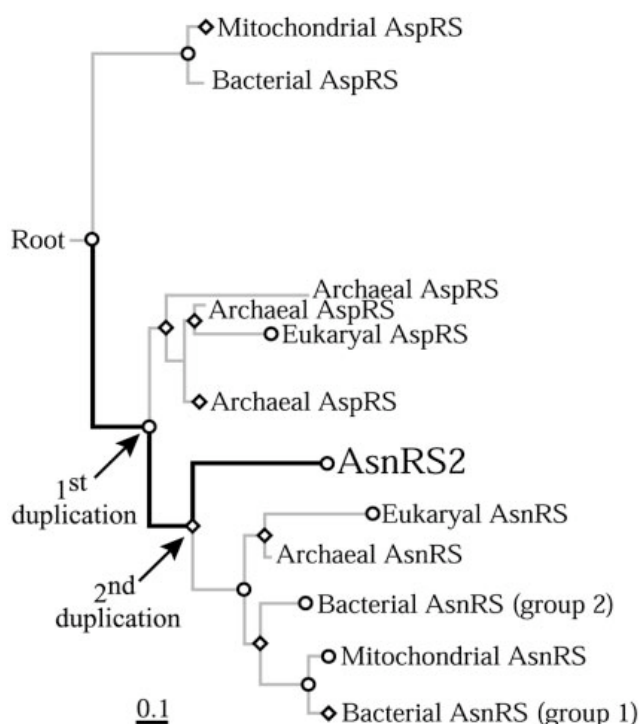 Mitochondrial AspRS
Bacterial AspRS
Root
Archaeal AspRS
Archaeal AspRS
Eukaryal AspRS
Archaeal AspRS
AsnRS2
1st
duplication
Eukaryal AsnRS
Archaeal AsnRS
2nd
duplication
Bacterial AsnRS (group 2)
Mitochondrial AsnRS
0.1
Bacterial AsnRS (group 1)